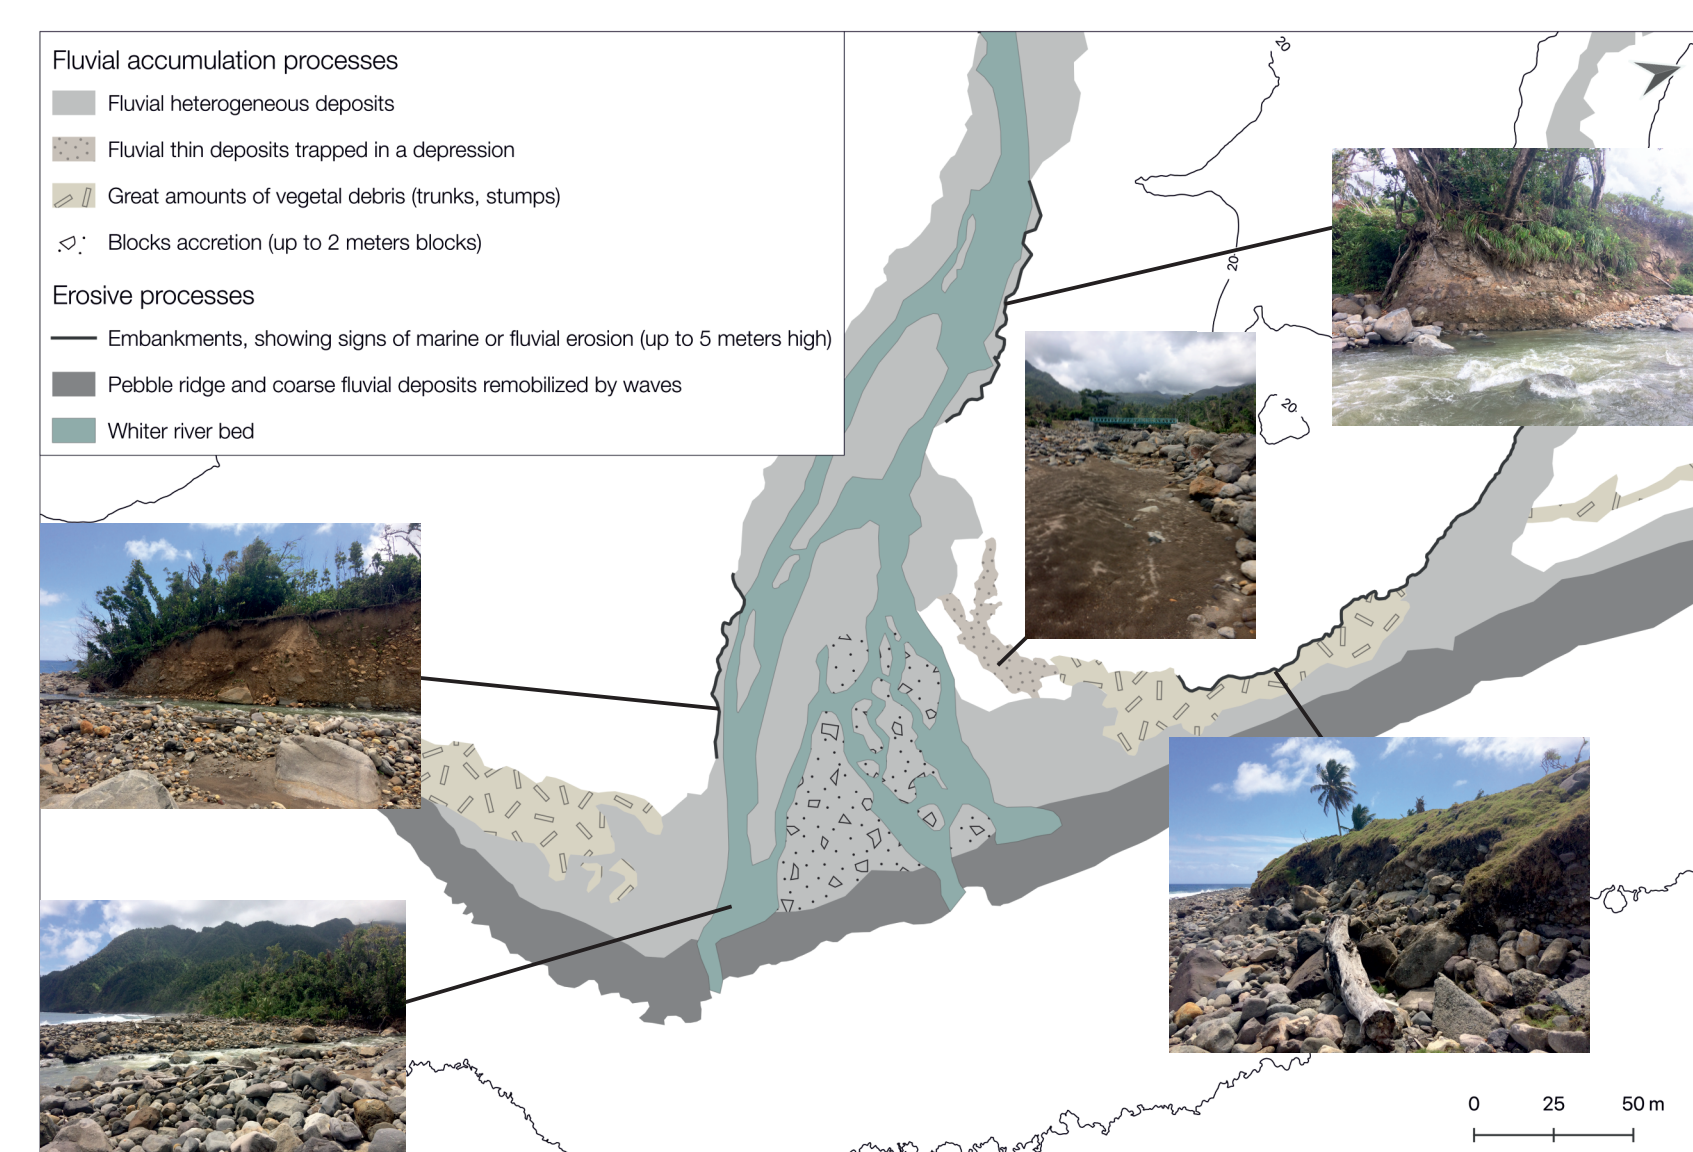 Fluvial accumulation processes
Fluvial heterogeneous deposits
Fluvial thin deposits trapped in a depression
Great amounts of vegetal debris (trunks, stumps)
Blocks accretion (up to 2 meters blocks)
Erosive processes
Embankments, showing signs of marine or fluvial erosion (up to 5 meters high)
Pebble ridge and coarse fluvial deposits remobilized by waves
Whiter river bed
20
20
20
0 25 50 m